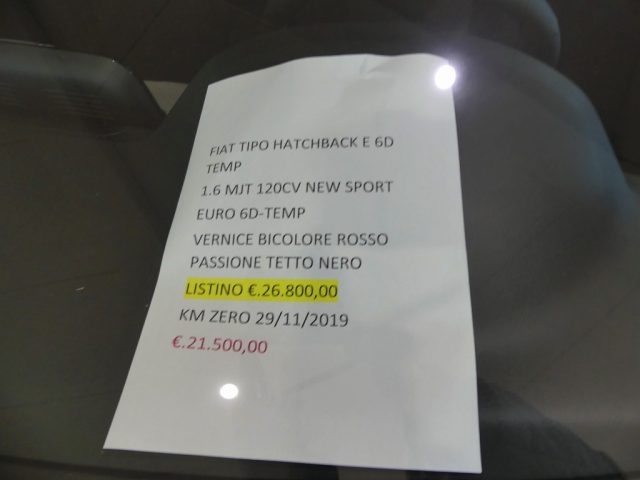 FIAT TIPO HATCHBACK E 6D
TEMP
1.6 MJT 120CV NEW SPORT
EURO 6D-TEMP
VERNICE BICOLORE ROSSO
PASSIONE TETTO NERO
LISTINO €.26.800,00
KM ZERO 29/11/2019
€.21.500,00